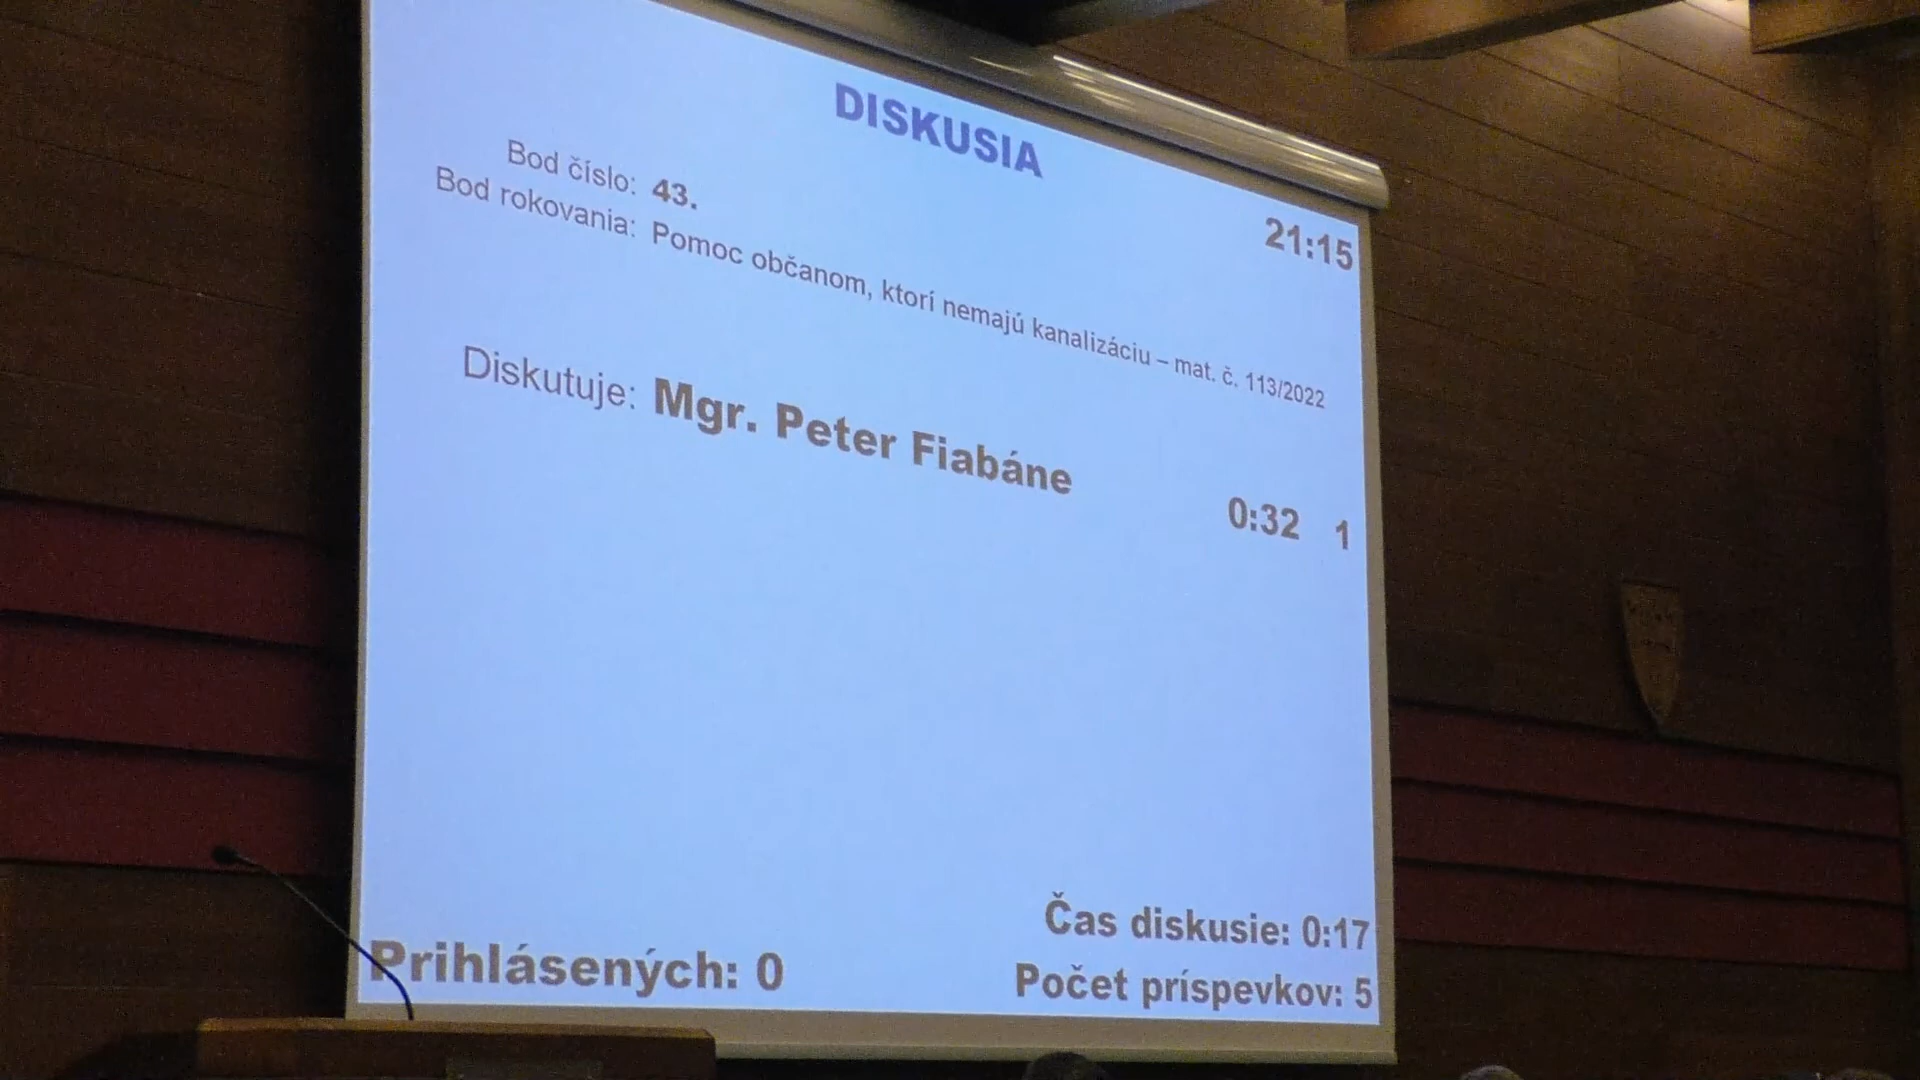 DISKUSIA
21:15
Bod číslo: 43.
Bod rokovania: Pomoc občanom, ktorí nemajú kanalizáciu – mat. č. 113/2022
Diskutuje: Mgr. Peter Fiabáne
0:32 1
Čas diskusie: 0:17
Prihlásených: 0
Počet príspevkov: 5